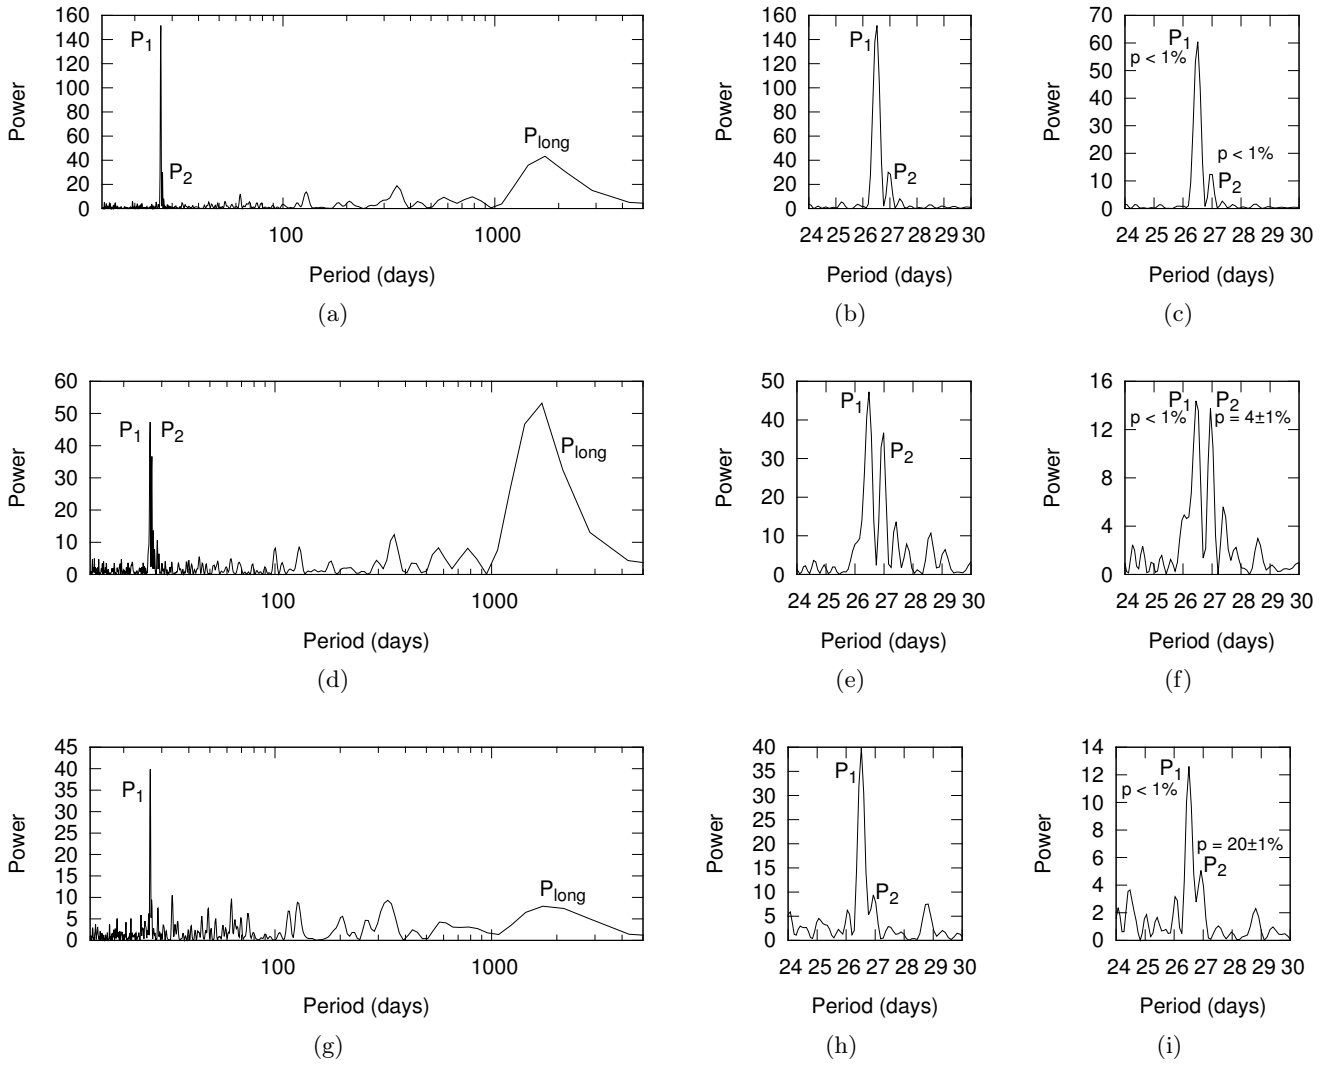 160
140
120
100
80
60
40
20
0
Power
P1
P2
Plong
100 1000
Period (days)
(a)
160
140
120
100
80
60
40
20
0
Power
P1
P2
24 25 26 27 28 29 30
Period (days)
(b)
70
60
50
40
30
20
10
0
Power
P1
p < 1%
p < 1%
P2
24 25 26 27 28 29 30
Period (days)
(c)
60
50
40
30
20
10
0
Power
P1 P2
Plong
100 1000
Period (days)
(d)
50
40
30
20
10
0
Power
P1
P2
24 25 26 27 28 29 30
Period (days)
(e)
16
12
8
4
0
Power
P1 P2
p < 1% p = 4±1%
24 25 26 27 28 29 30
Period (days)
(f)
45
40
35
30
25
20
15
10
5
0
Power
P1
Plong
100 1000
Period (days)
(g)
40
35
30
25
20
15
10
5
0
Power
P1
P2
24 25 26 27 28 29 30
Period (days)
(h)
14
12
10
8
6
4
2
0
Power
P1
p < 1%
p = 20±1%
P2
24 25 26 27 28 29 30
Period (days)
(i)